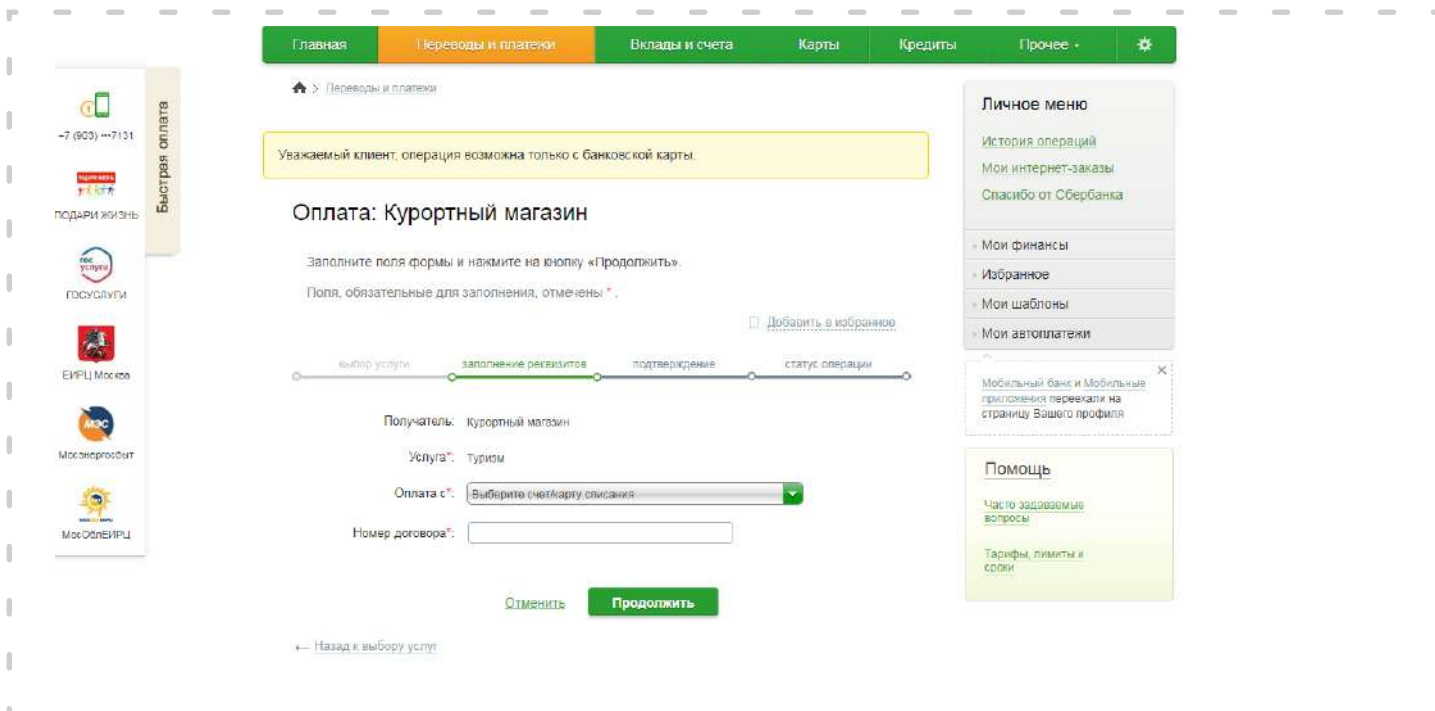 Главная Переводы и платежи Вклады и счета Карты Кредиты Прочее
Переводы и платежи
Быстрая оплата
+7 (903) •••7131
ПОДАРИ ЖИЗНЬ
гос
услуги
ГОСУСЛУГИ
ЕИРЦ Москва
МЭС
Мосэнергосбыт
МосОблЕИРЦ
Уважаемый клиент, операция возможна только с банковской карты.
Оплата: Курортный магазин
Заполните поля формы и нажмите на кнопку «Продолжить».
Поля, обязательные для заполнения, отмечены * .
Добавить в избранное
выбор услуги заполнение реквизитов подтверждение статус операции
Получатель: Курортный магазин
Услуга*: Туризм
Оплата с*: Выберите счет/карту списания
Номер договора*:
Отменить Продолжить
← Назад к выбору услуг
Личное меню
История операций
Мои интернет-заказы
Спасибо от Сбербанка
Мои финансы
Избранное
Мои шаблоны
Мои автоплатежи
Мобильный банк и Мобильные
приложения переехали на
страницу Вашего профиля
Помощь
Часто задаваемые
вопросы
Тарифы, лимиты и
сроки